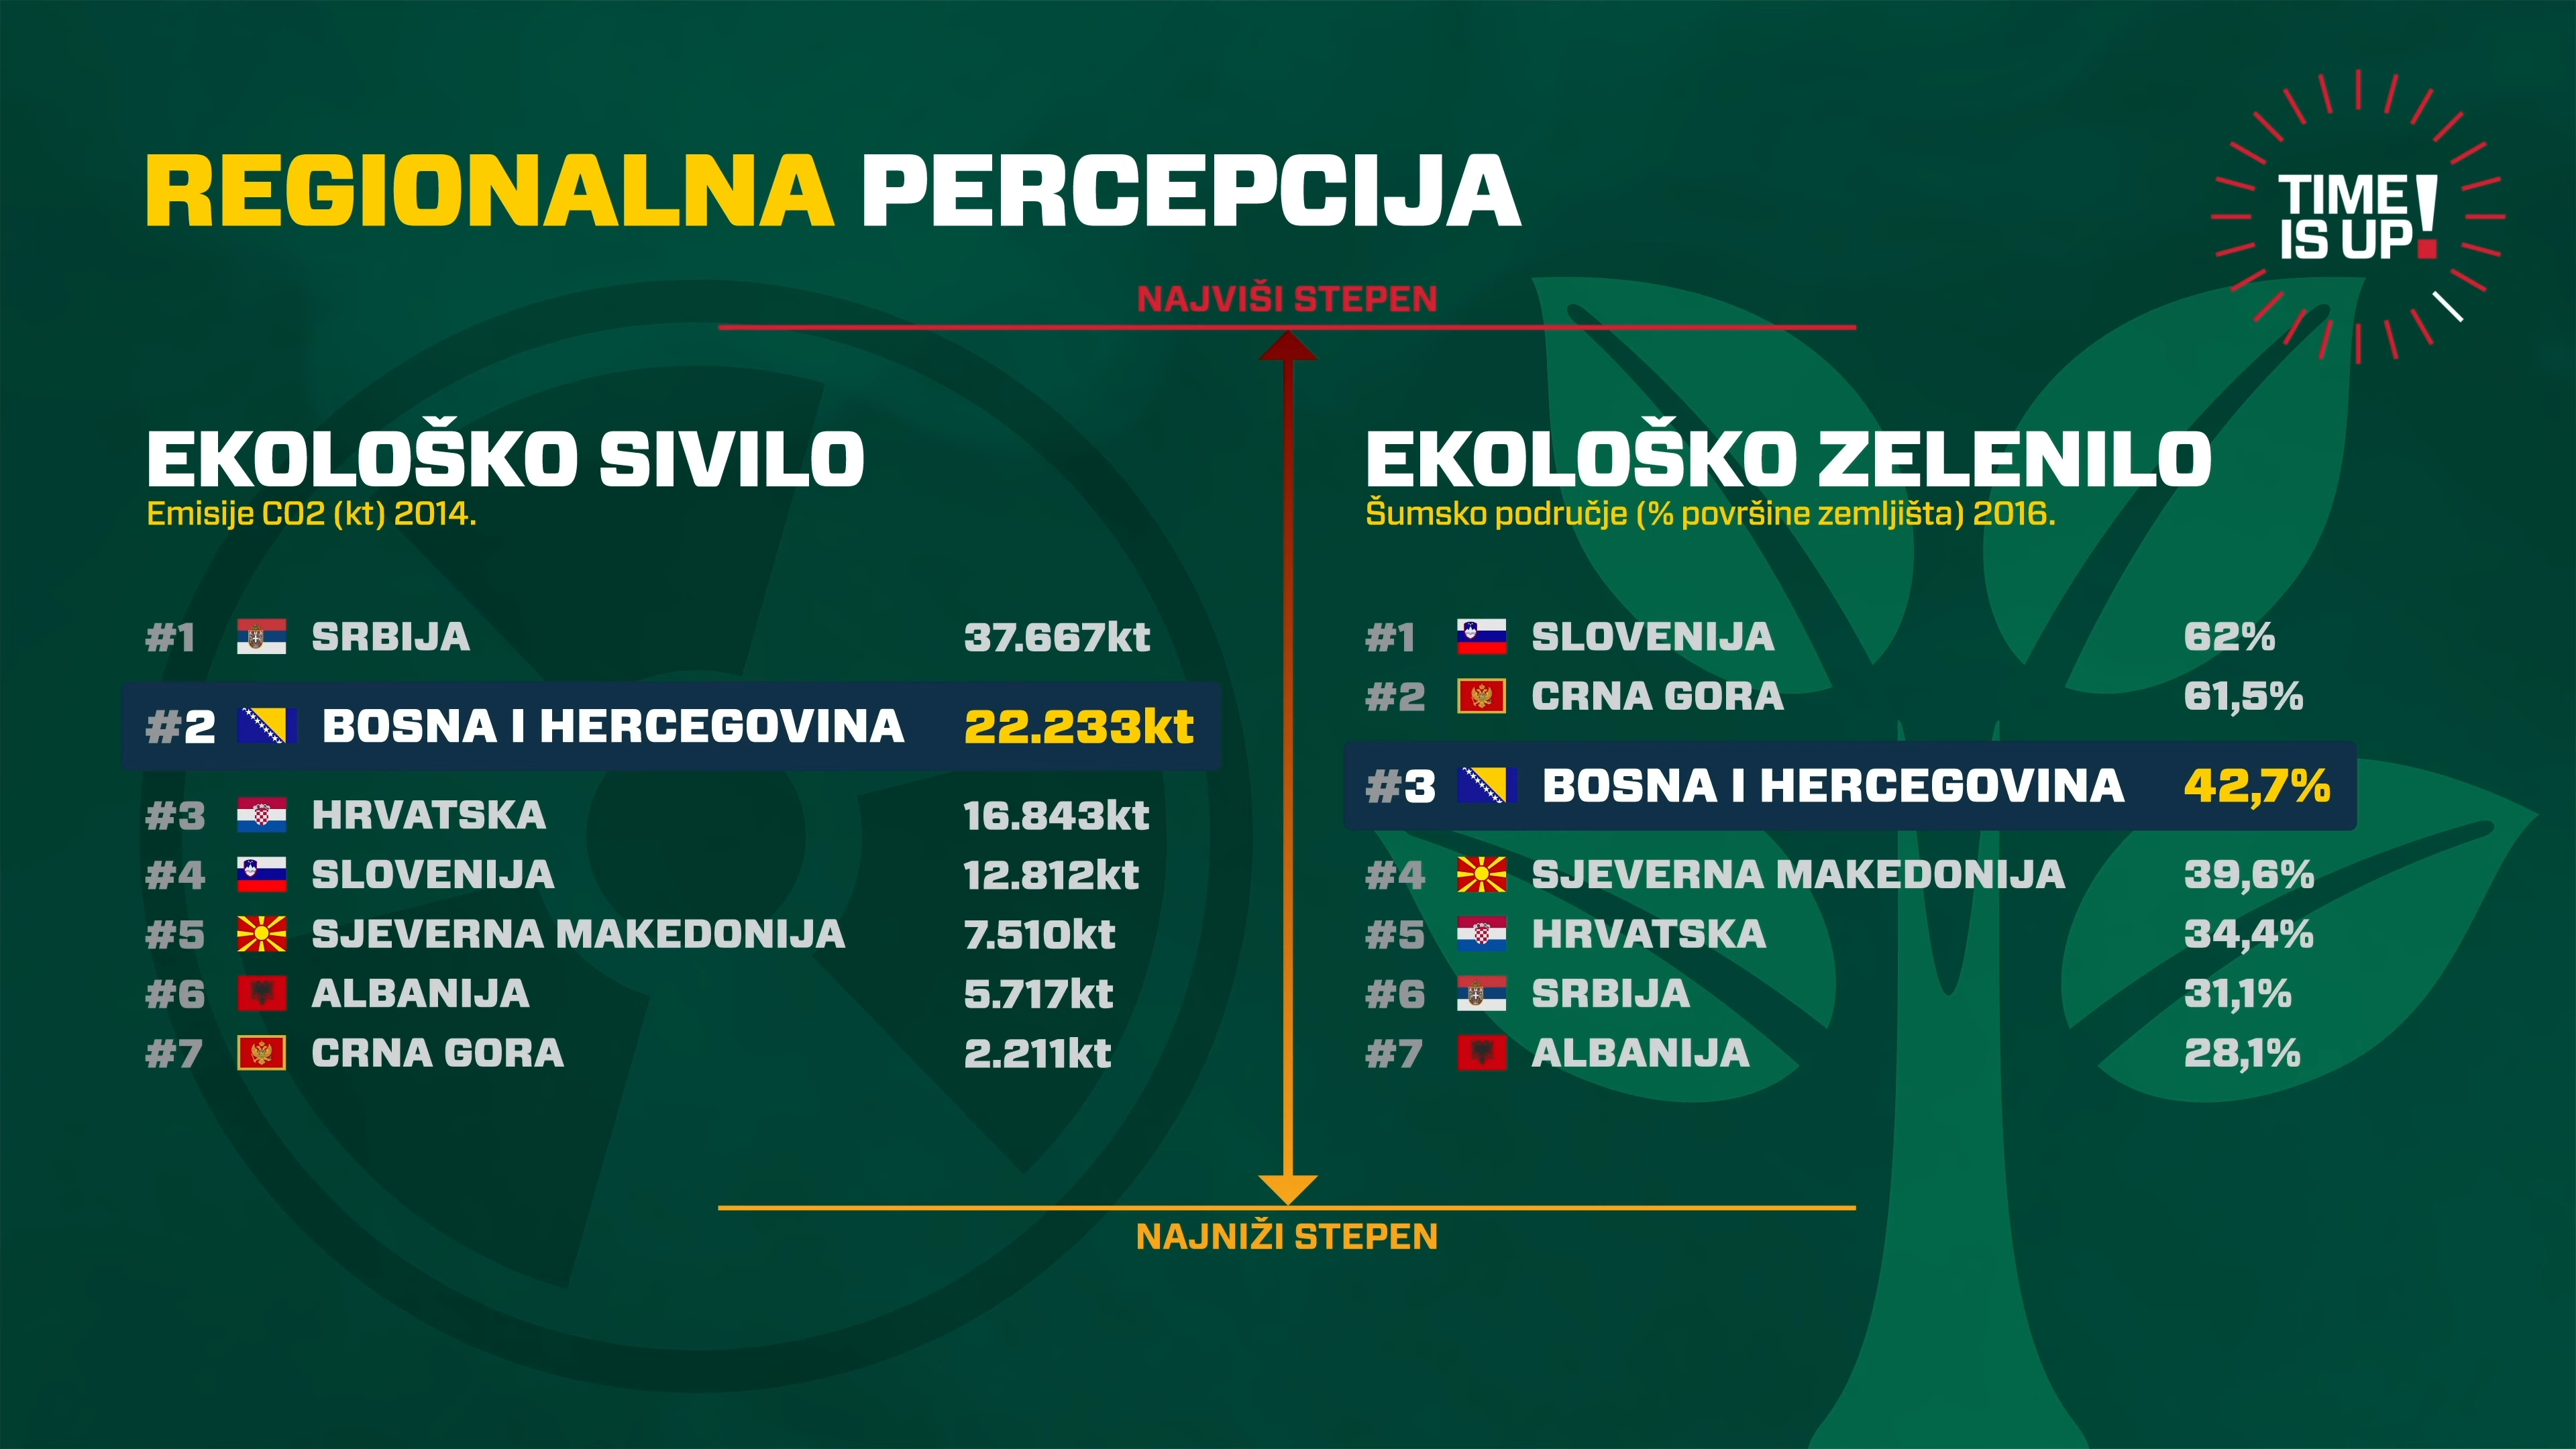 REGIONALNA PERCEPCIJA
TIME
IS UP!
NAJVIŠI STEPEN
EKOLOŠKO SIVILO
Emisije CO2 (kt) 2014.
#1 SRBIJA 37.667kt
#2 BOSNA I HERCEGOVINA 22.233kt
#3 HRVATSKA 16.843kt
#4 SLOVENIJA 12.812kt
#5 SJEVERNA MAKEDONIJA 7.510kt
#6 ALBANIJA 5.717kt
#7 CRNA GORA 2.211kt
EKOLOŠKO ZELENILO
Šumsko područje (% površine zemljišta) 2016.
#1 SLOVENIJA 62%
#2 CRNA GORA 61,5%
#3 BOSNA I HERCEGOVINA 42,7%
#4 SJEVERNA MAKEDONIJA 39,6%
#5 HRVATSKA 34,4%
#6 SRBIJA 31,1%
#7 ALBANIJA 28,1%
NAJNIŽI STEPEN